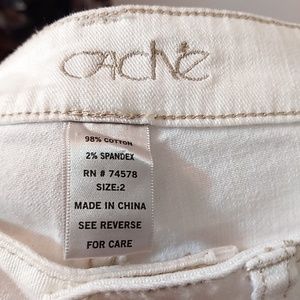 CACHÉ
98% COTTON
2% SPANDEX
RN # 74578
SIZE:2
MADE IN CHINA
SEE REVERSE
FOR CARE